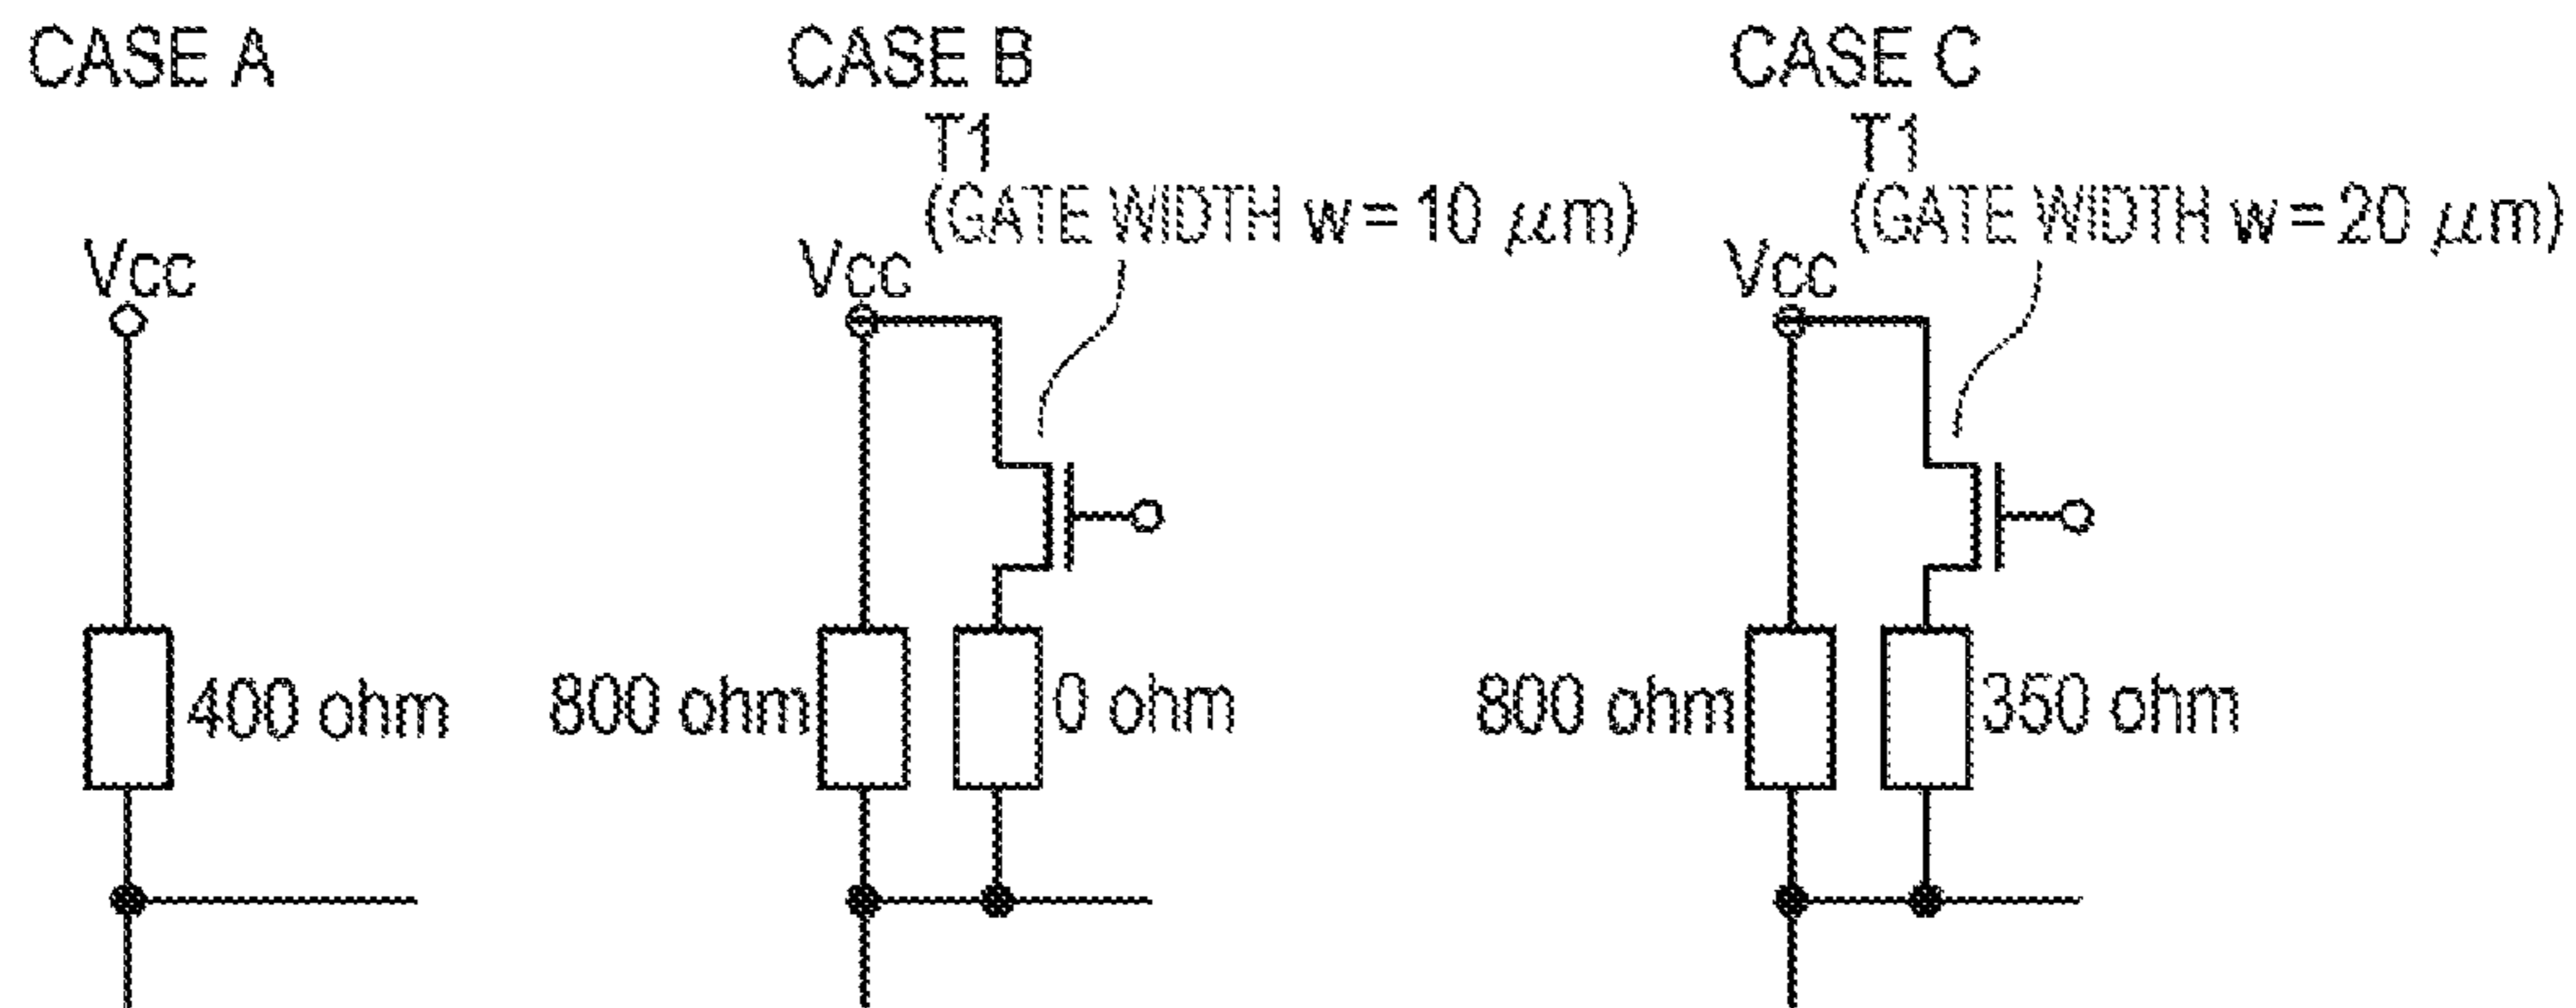 CASE A
CASE B
CASE C
T1
(GATE WIDTH w = 10 μm)
T1
(GATE WIDTH w = 20 μm)
Vcc
Vcc
Vcc
400 ohm
800 ohm
0 ohm
800 ohm
350 ohm